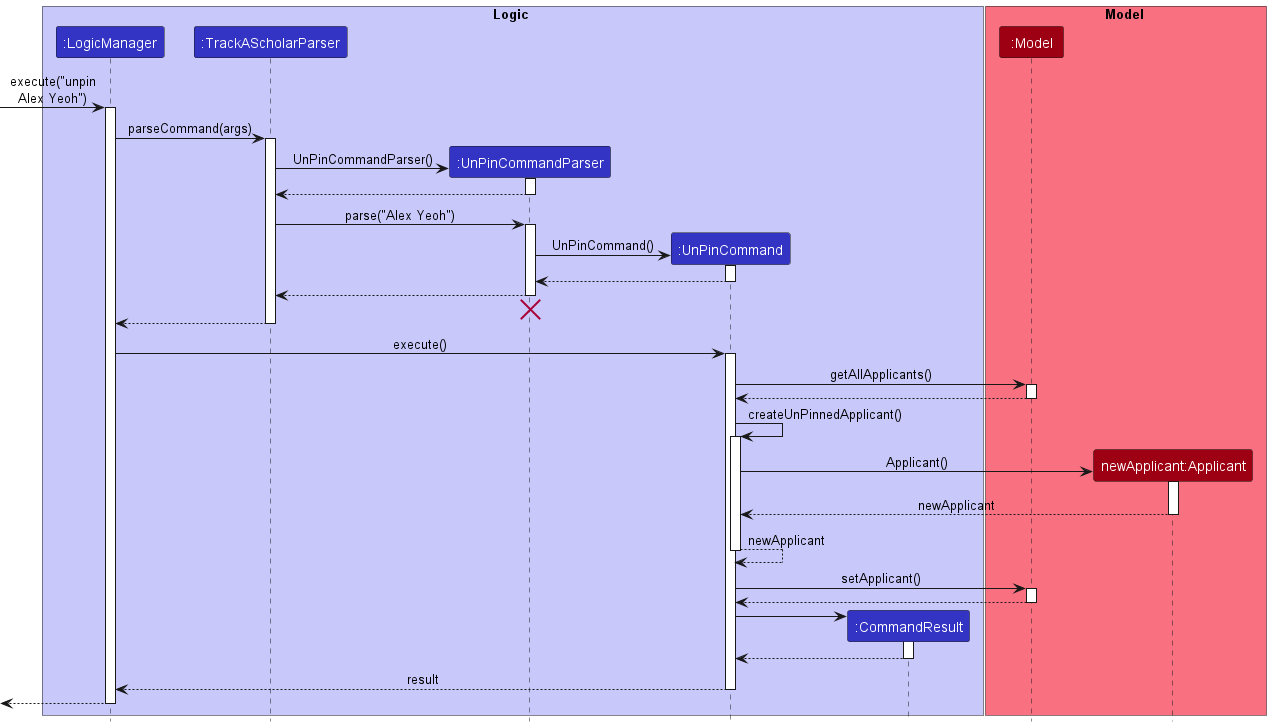 Logic
Model
:LogicManager
:TrackAScholarParser
:Model
execute("unpin
Alex Yeoh")
parseCommand(args)
UnPinCommandParser()
:UnPinCommandParser
parse("Alex Yeoh")
UnPinCommand()
:UnPinCommand
execute()
getAllApplicants()
createUnPinnedApplicant()
Applicant()
newApplicant:Applicant
newApplicant
newApplicant
setApplicant()
:CommandResult
result